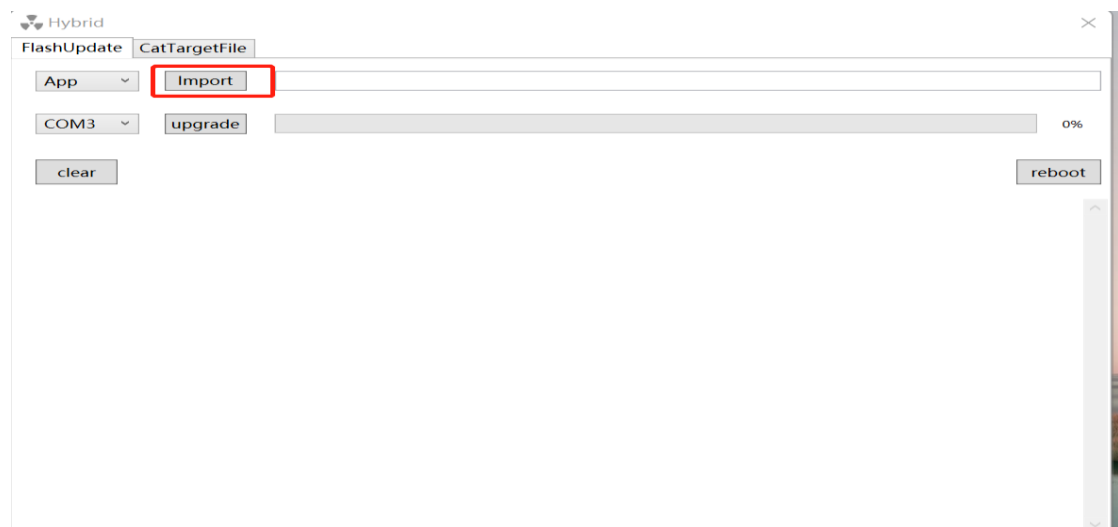 Hybrid
FlashUpdate CatTargetFile
App Import
COM3 upgrade 0%
clear reboot